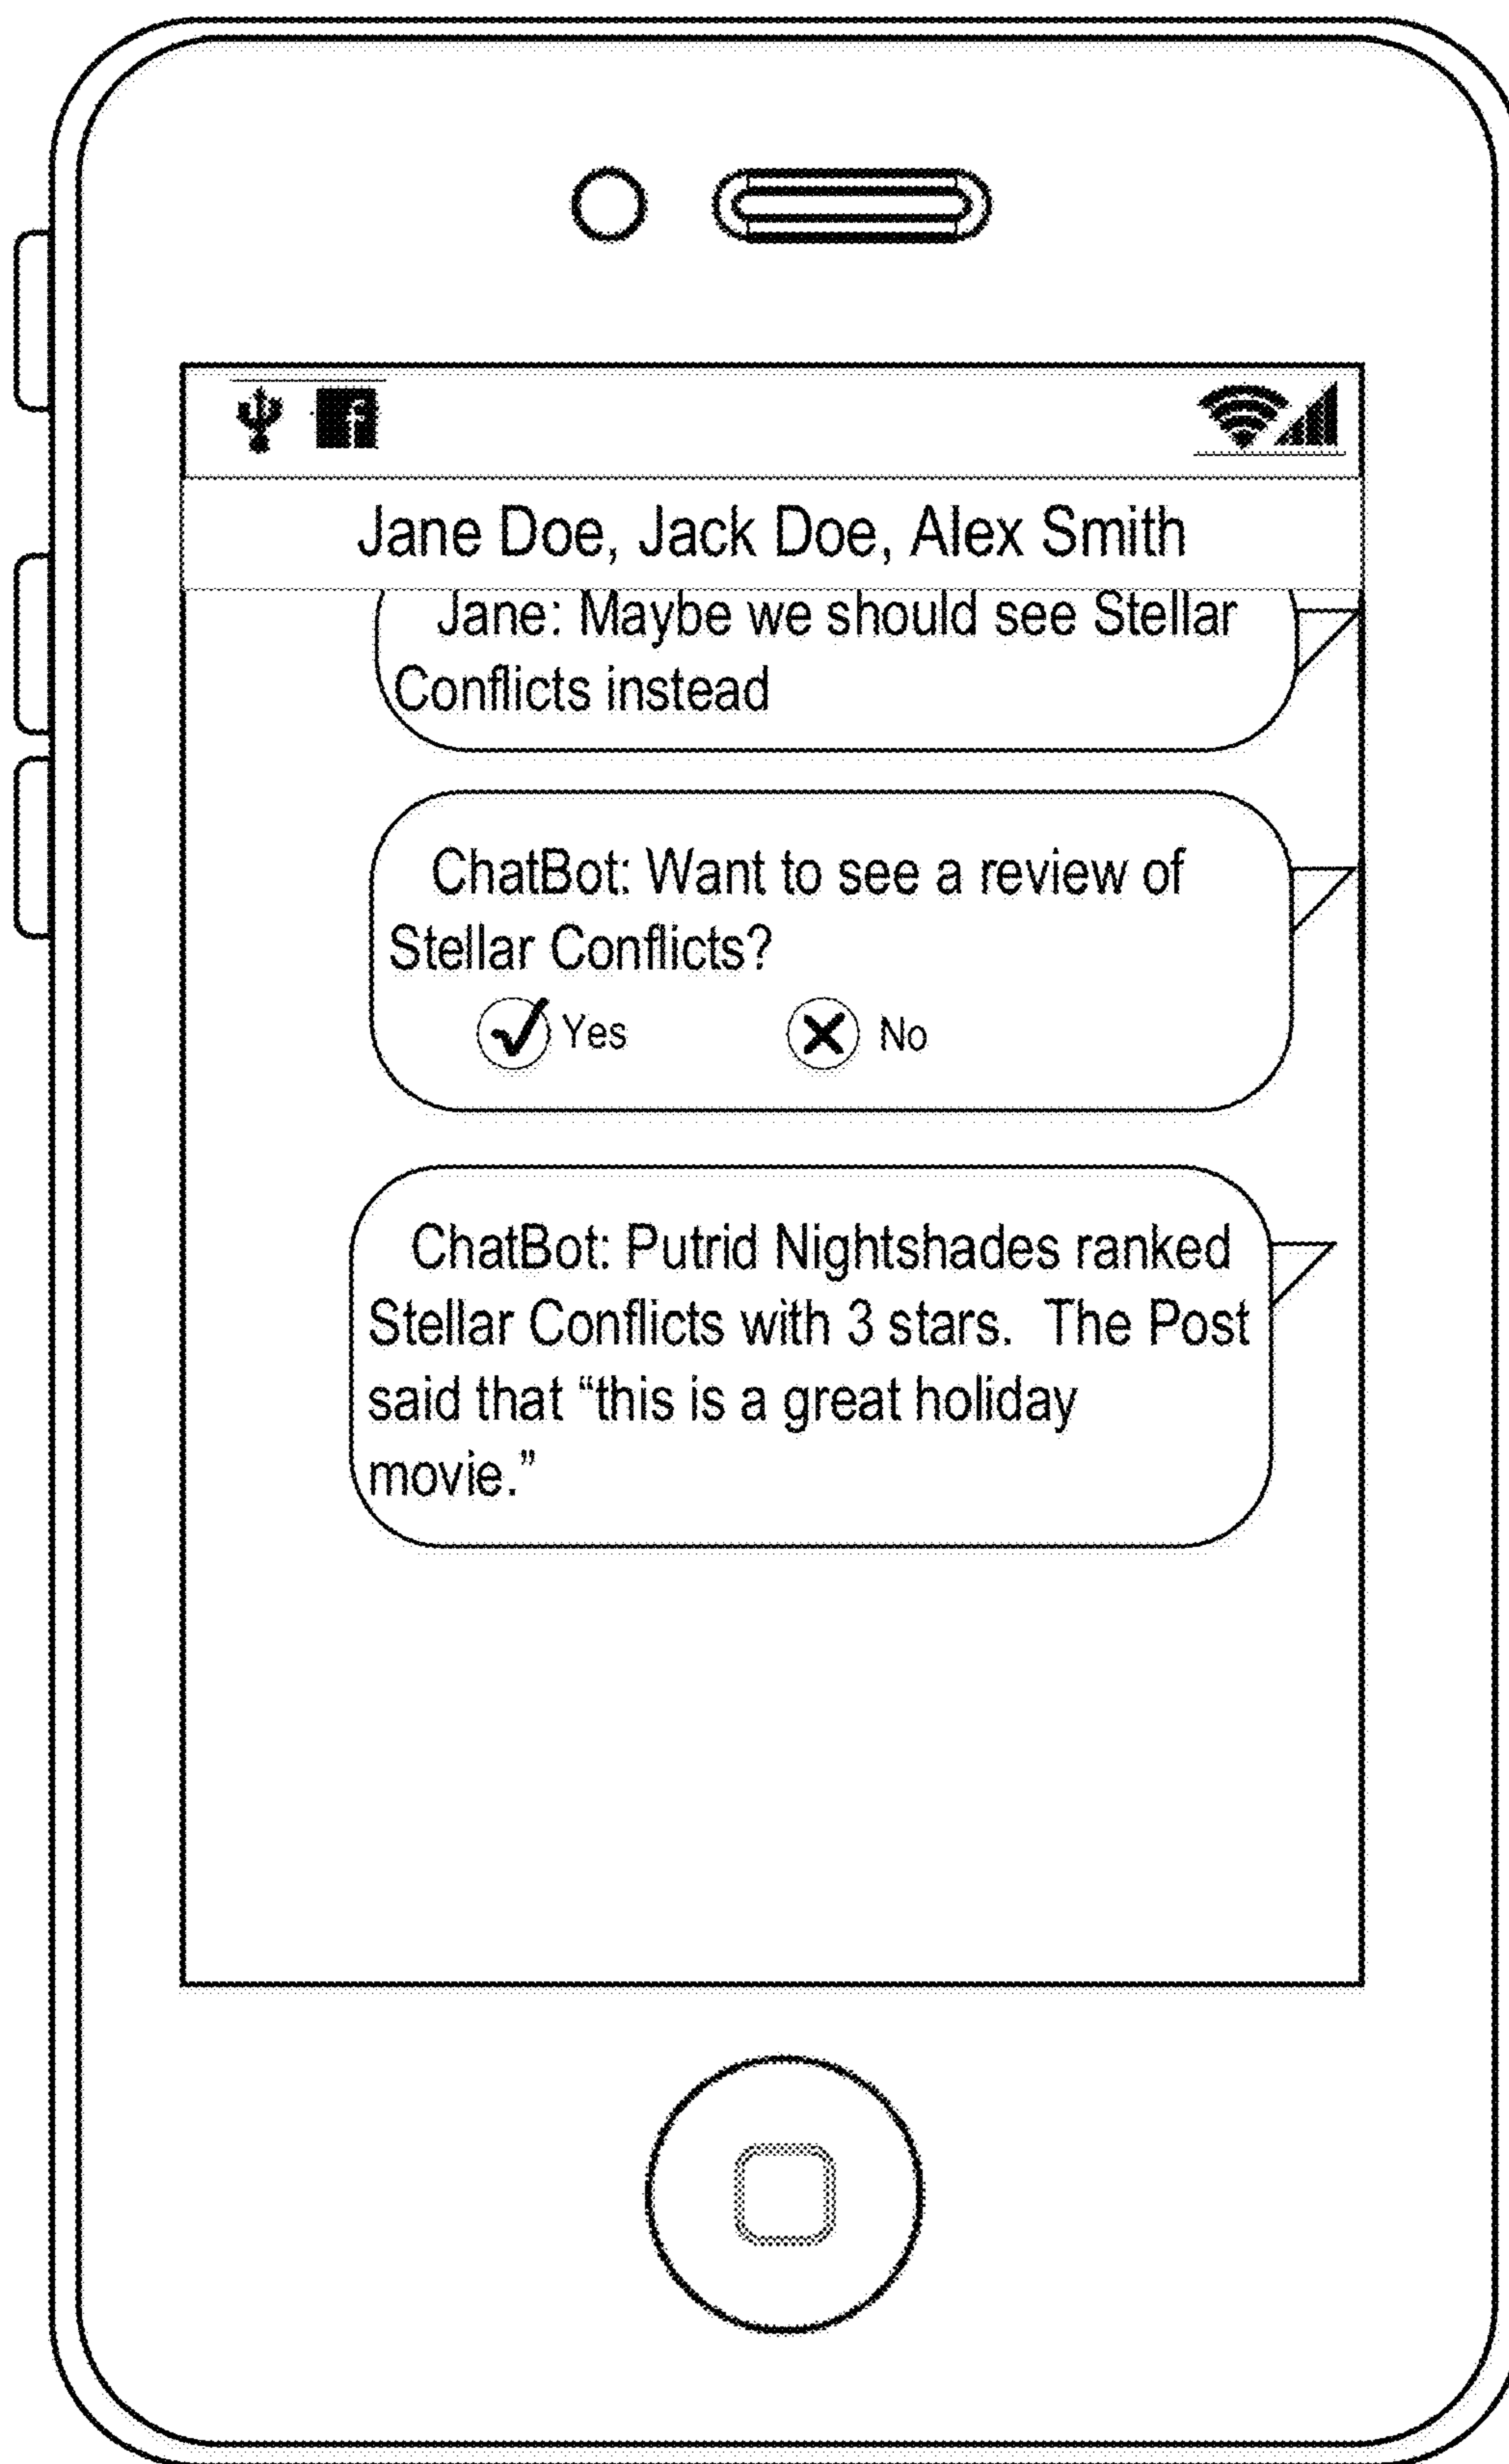 Jane Doe, Jack Doe, Alex Smith
Jane: Maybe we should see Stellar
Conflicts instead
ChatBot: Want to see a review of
Stellar Conflicts?
Yes No
ChatBot: Putrid Nightshades ranked
Stellar Conflicts with 3 stars.  The Post
said that “this is a great holiday
movie.”